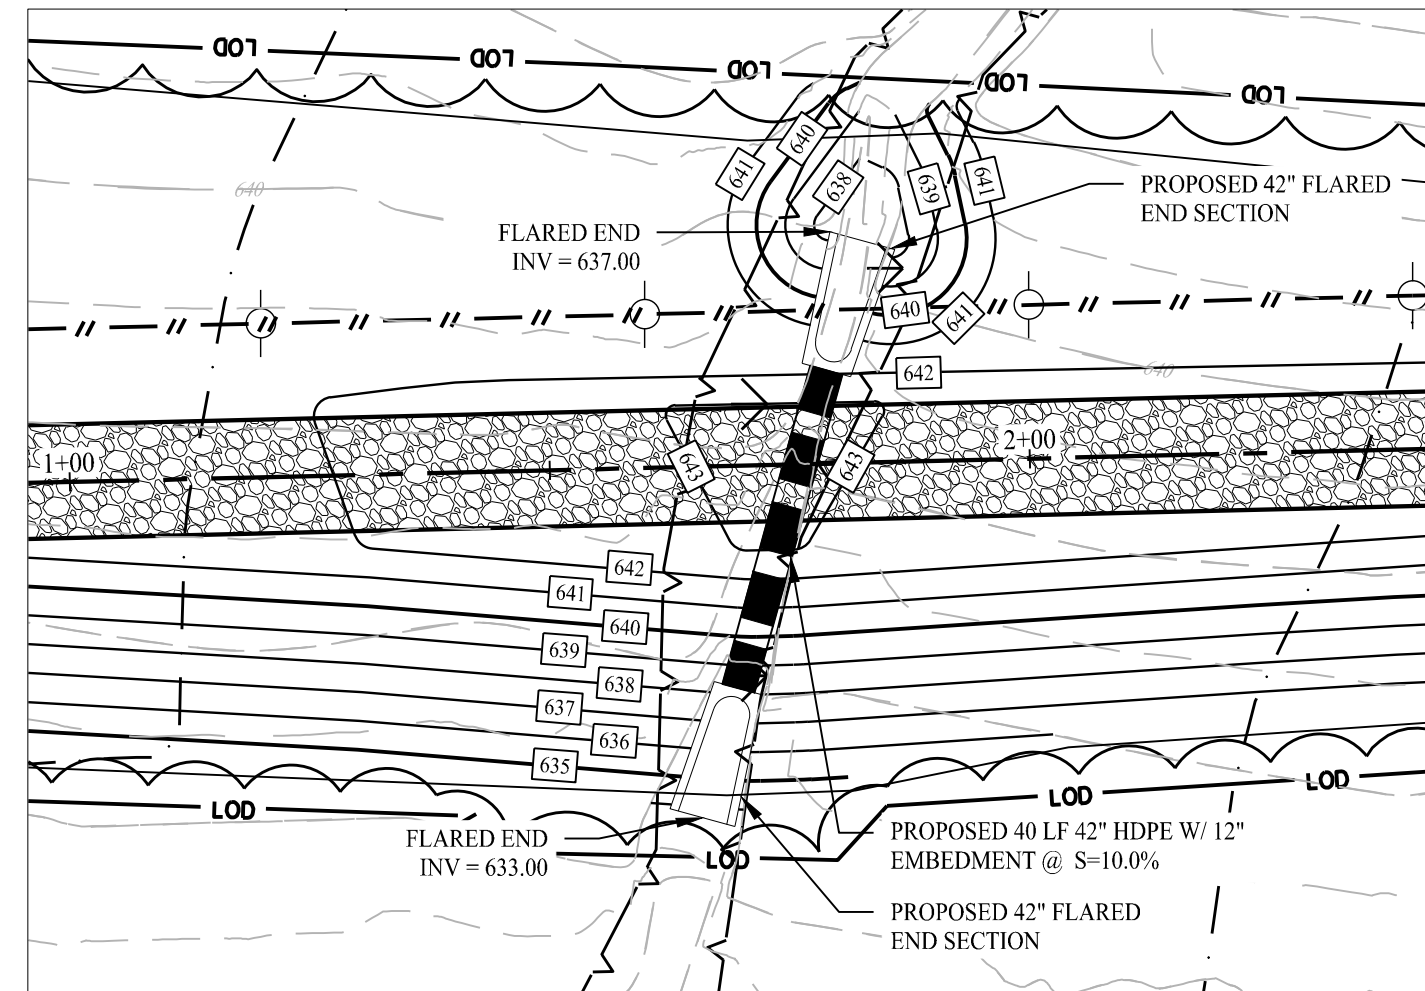 LOD
LOD
LOD
LOD
LOD
640
641
640
638
639
641
PROPOSED 42" FLARED
END SECTION
FLARED END
INV = 637.00
640
641
642
640
1+00
2+00
643
643
642
641
640
639
638
637
636
635
LOD
LOD
LOD
LOD
FLARED END
INV = 633.00
PROPOSED 40 LF 42" HDPE W/ 12"
EMBEDMENT @ S=10.0%
PROPOSED 42" FLARED
END SECTION